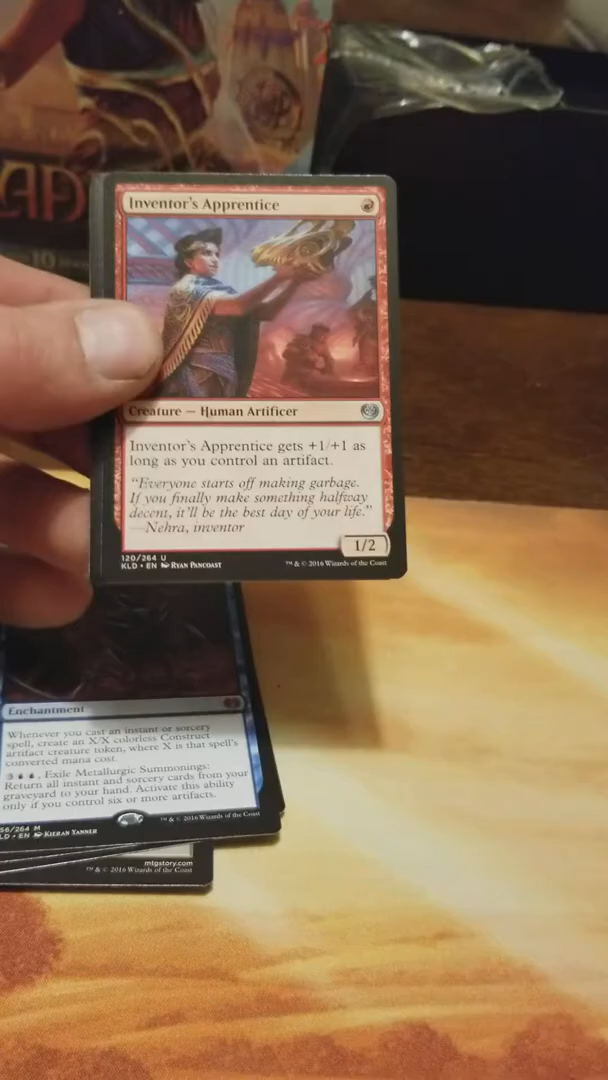 10
Inventor's Apprentice
Creature — Human Artificer
Inventor's Apprentice gets +1/+1 as
long as you control an artifact.
"Everyone starts off making garbage.
If you finally make something halfway
decent, it'll be the best day of your life."
—Nehra, inventor
1/2
120/264 U
KLD • EN RYAN PANCOAST
™ & © 2016 Wizards of the Coast
Enchantment
Whenever you cast an instant or sorcery
spell, create an X/X colorless Construct
artifact creature token, where X is that spell's
converted mana cost.
, Exile Metallurgic Summonings:
Return all instant and sorcery cards from your
graveyard to your hand. Activate this ability
only if you control six or more artifacts.
56/264 M
LD • EN KIERAN YANNER
™ & © 2016 Wizards of the Coast
mtgstory.com
™ & © 2016 Wizards of the Coast